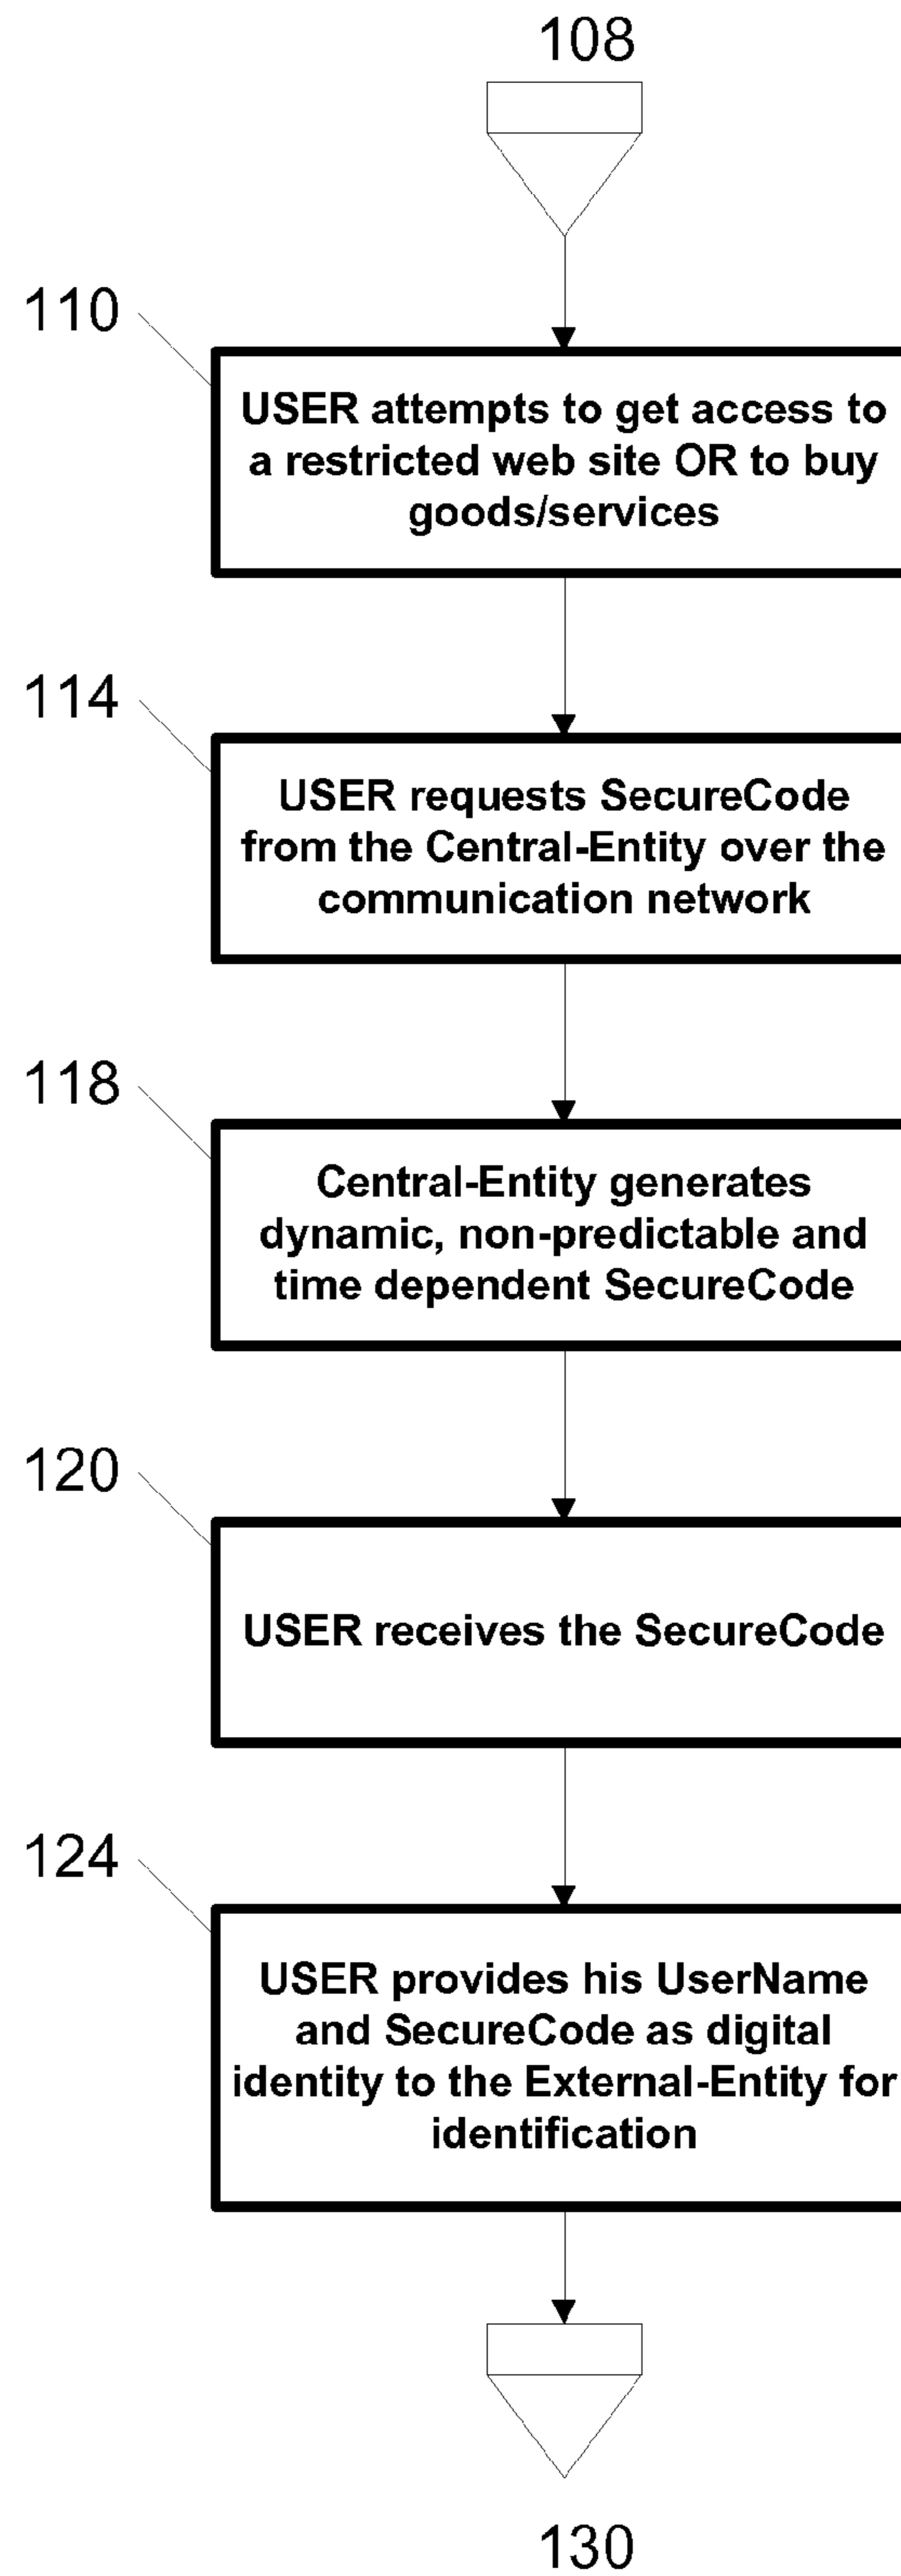 108
110
USER attempts to get access to
a restricted web site OR to buy
goods/services
114
USER requests SecureCode
from the Central-Entity over the
communication network
118
Central-Entity generates
dynamic, non-predictable and
time dependent SecureCode
120
USER receives the SecureCode
124
USER provides his UserName
and SecureCode as digital
identity to the External-Entity for
identification
130